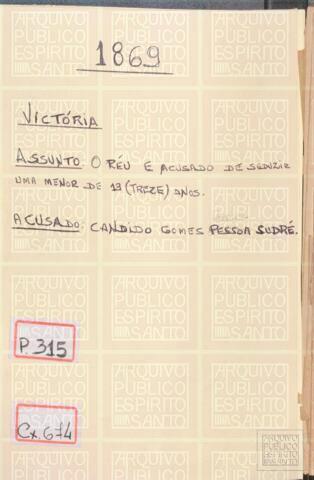 1869
VICTÓRIA
ASSUNTO: O RÉU E ACUSADO DE SEDUZIR
UMA MENOR DE 13 (TREZE) ANOS.
ACUSADO: CANDIDO GOMES PESSOA SUDRÉ.
P. 315
Cx. 674
ARQUIVO
PÚBLICO
ESPÍRITO
SANTO